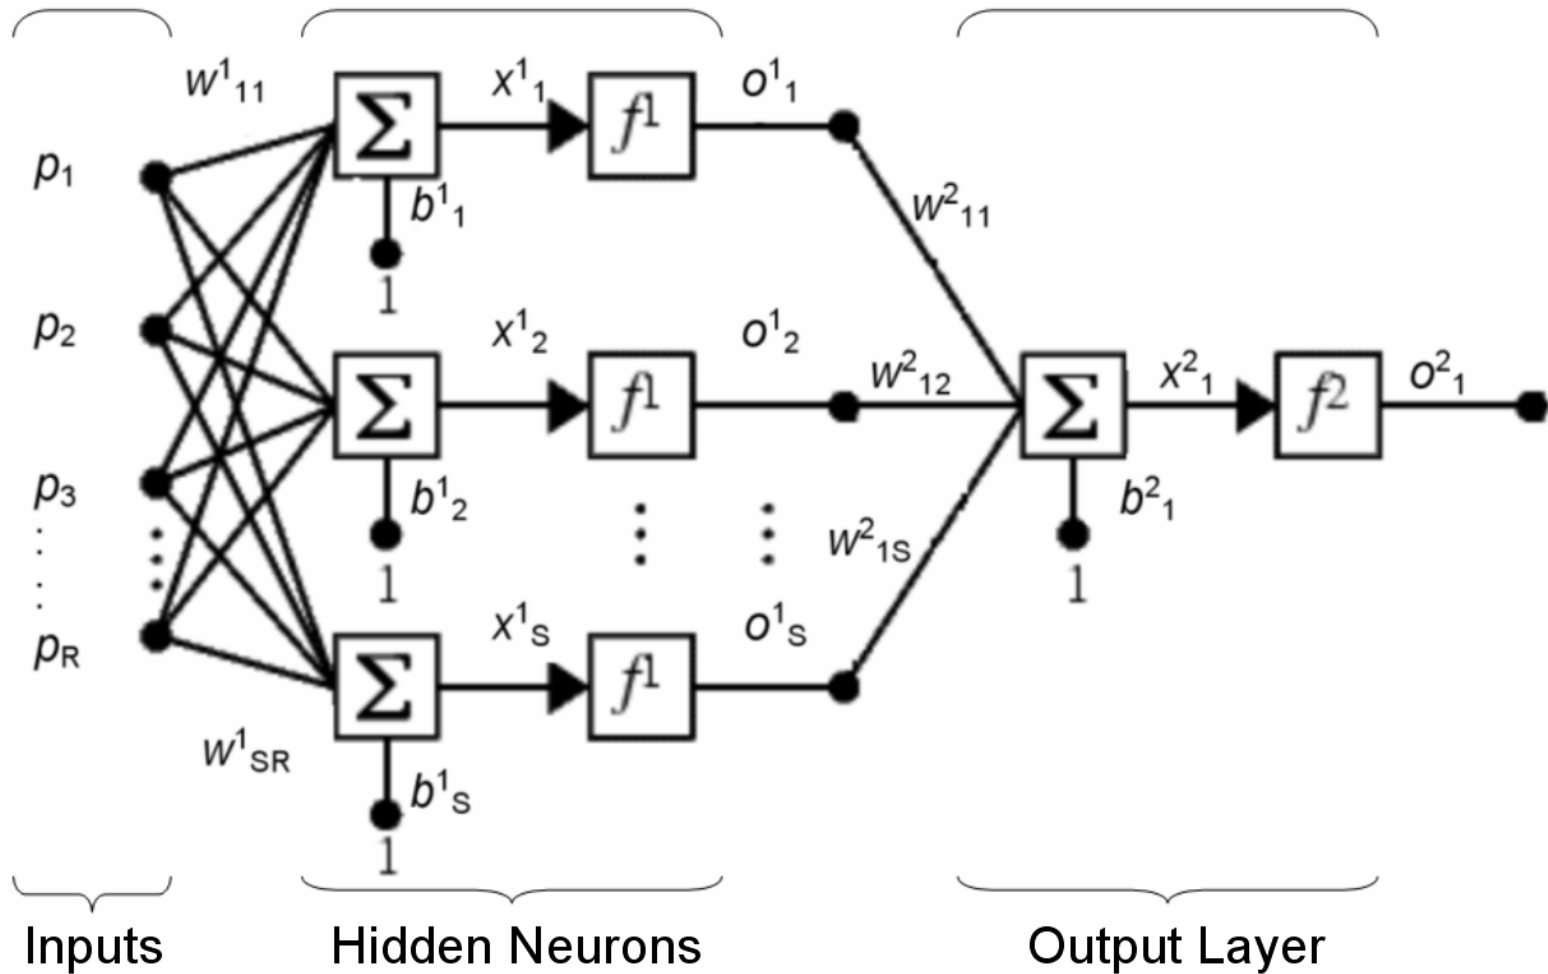 w¹₁₁
x¹₁
f¹
o¹₁
Σ
p₁
b¹₁
w²₁₁
1
p₂
x¹₂
o¹₂
w²₁₂
x²₁
o²₁
Σ
f¹
Σ
f²
p₃
b¹₂
b²₁
w²₁S
1
1
x¹S
o¹S
pR
Σ
f¹
w¹SR
b¹S
1
Inputs
Hidden Neurons
Output Layer